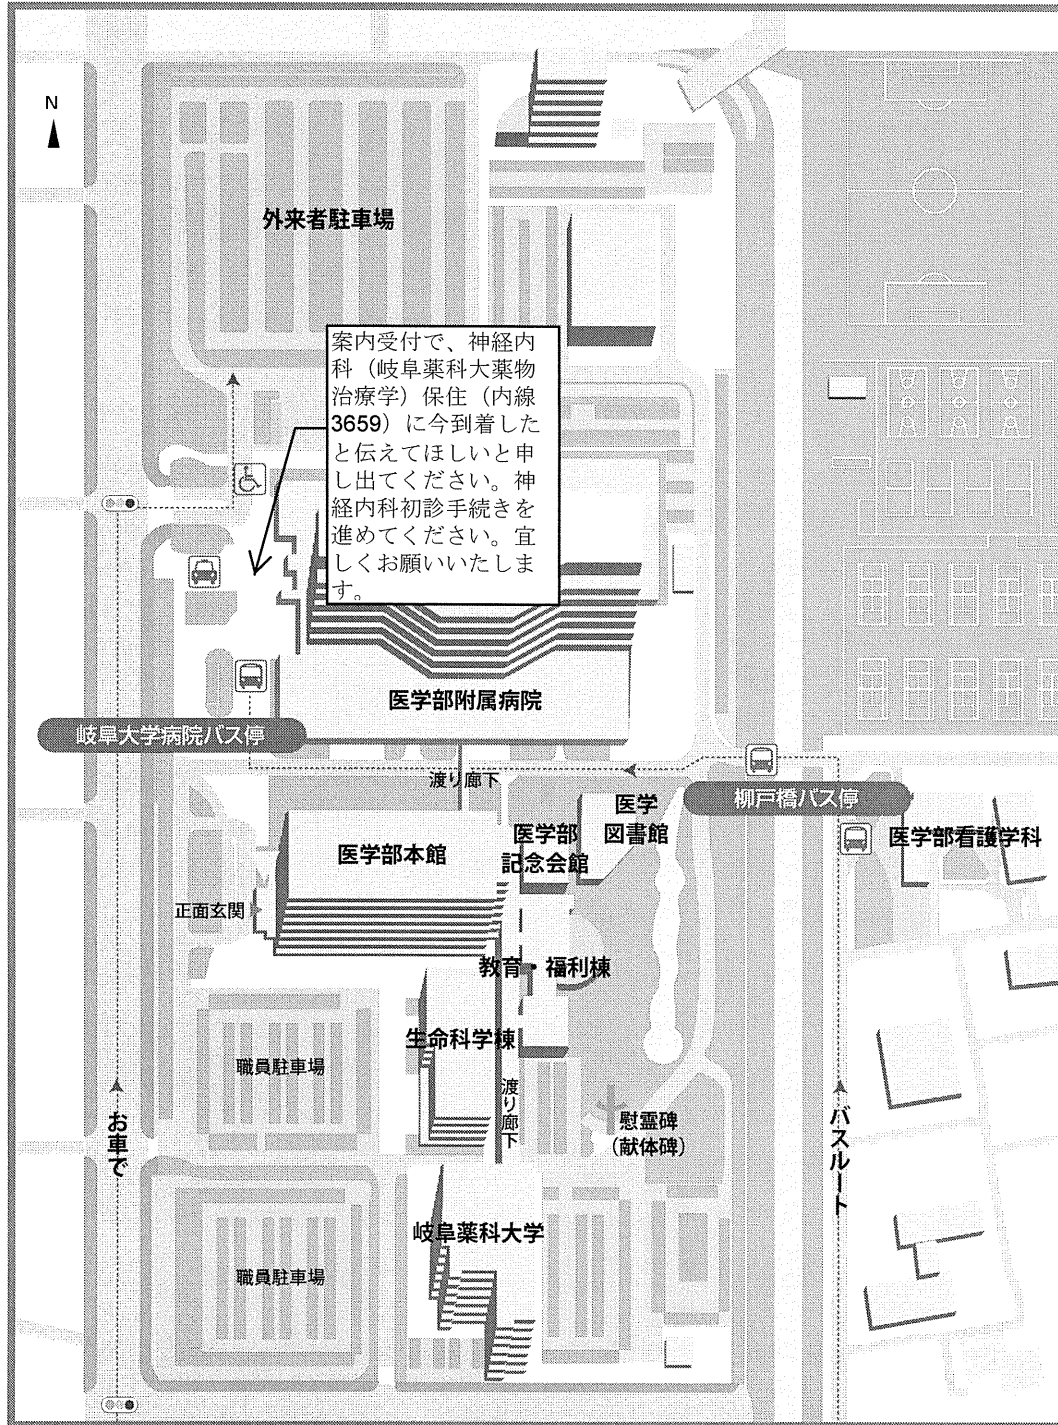 N
外来者駐車場
案内受付で、神経内
科（岐阜薬科大薬物
治療学）保住（内線
3659）に今到着した
と伝えてほしいと申
し出てください。神
経内科初診手続きを
進めてください。宜
しくお願いいたしま
す。
医学部附属病院
岐阜大学病院バス停
渡り廊下
柳戸橋バス停
医学
図書館
医学部
記念会館
医学部看護学科
医学部本館
正面玄関
教育・福利棟
生命科学棟
職員駐車場
渡り廊下
慰霊碑
（献体碑）
お車で
バスルート
岐阜薬科大学
職員駐車場